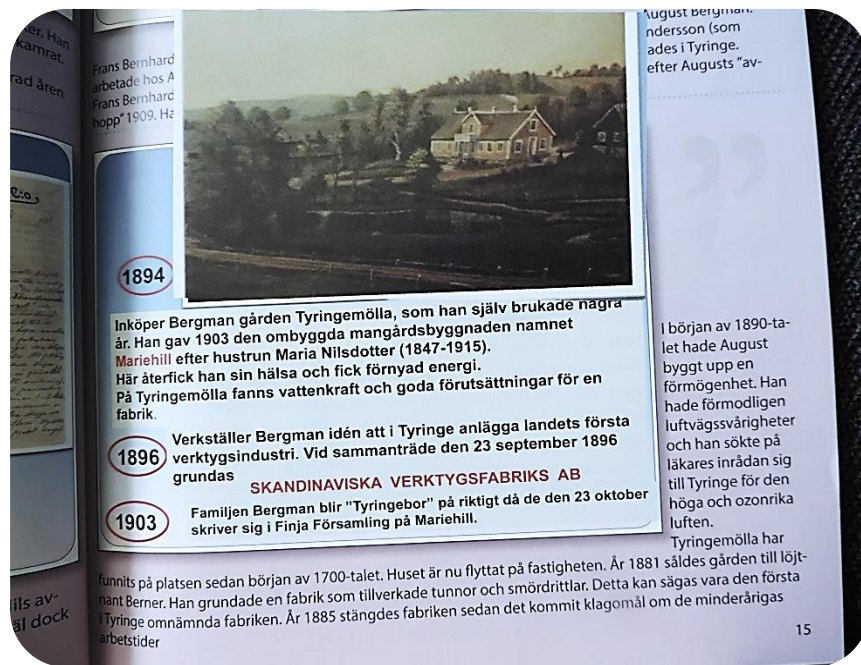 er, Han
kamrat.
rad åren
C:o
ils av-
äl dock
Frans Bernhard
arbetade hos A
Frans Bernhard
hopp" 1909. Ha
August Bergman.
ndersson (som
ades i Tyringe.
efter Augusts "av-
1894
Inköper Bergman gården Tyringemölla, som han själv brukade några
år. Han gav 1903 den ombyggda mangårdsbyggnaden namnet
Mariehill efter hustrun Maria Nilsdotter (1847-1915).
Här återfick han sin hälsa och fick förnyad energi.
På Tyringemölla fanns vattenkraft och goda förutsättningar för en
fabrik.
1896
Verkställer Bergman idén att i Tyringe anlägga landets första
verktygsindustri. Vid sammanträde den 23 september 1896
grundas
SKANDINAVISKA VERKTYGSFABRIKS AB
1903
Familjen Bergman blir "Tyringebor" på riktigt då de den 23 oktober
skriver sig i Finja Församling på Mariehill.
I början av 1890-ta-
let hade August
byggt upp en
förmögenhet. Han
hade förmodligen
luftvägssvårigheter
och han sökte på
läkares inrådan sig
till Tyringe för den
höga och ozonrika
luften.
Tyringemölla har
funnits på platsen sedan början av 1700-talet. Huset är nu flyttat på fastigheten. År 1881 såldes gården till löjt-
nant Berner. Han grundade en fabrik som tillverkade tunnor och smördrittlar. Detta kan sägas vara den första
i Tyringe omnämnda fabriken. År 1885 stängdes fabriken sedan det kommit klagomål om de minderårigas
arbetstider
15